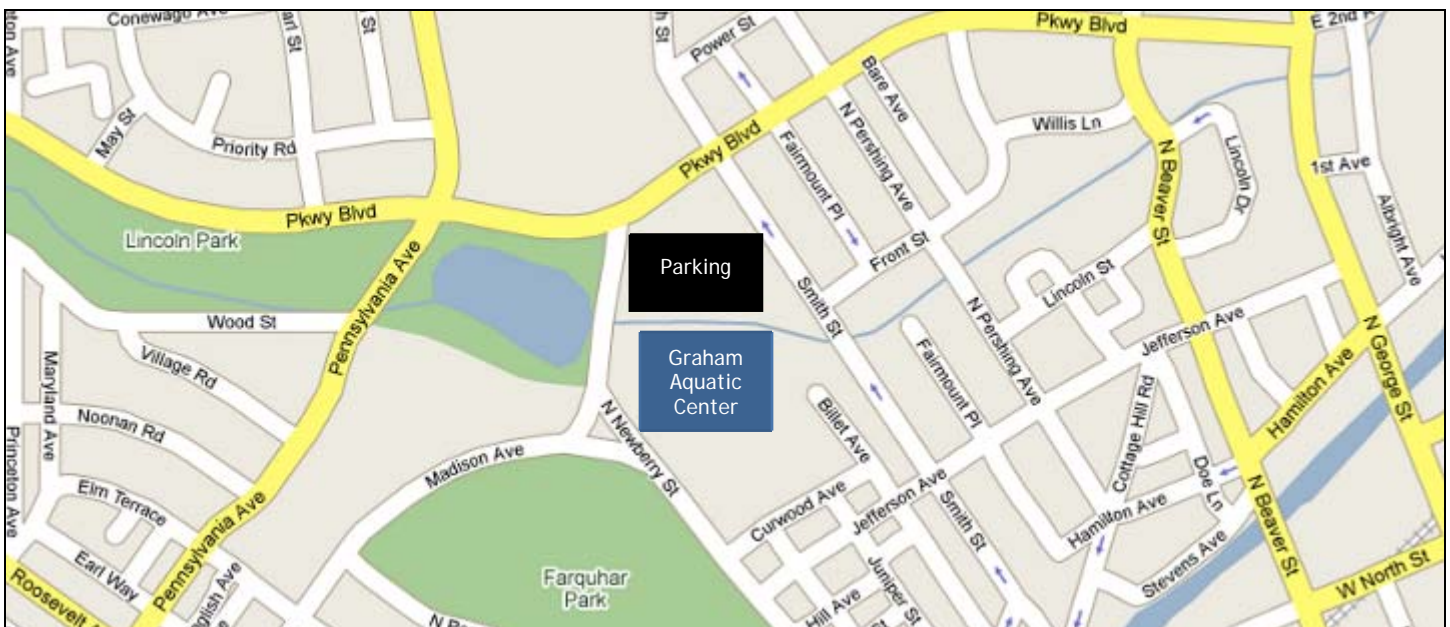 Conewago Ave
Power St
Pkwy Blvd
E 2nd
Bare Ave
May St
Priority Rd
Pkwy Blvd
N Pershing Ave
Willis Ln
Fairmount Pl
N Beaver St
Lincoln Dr
1st Ave
Albright Ave
Pkwy Blvd
Lincoln Park
Parking
Front St
Pennsylvania Ave
Smith St
Lincoln St
N Pershing Ave
Jefferson Ave
N George St
Wood St
Village Rd
Graham
Aquatic
Center
Fairmount Pl
Maryland Ave
Noonan Rd
Princeton Ave
Billet Ave
Cottage Hill Rd
Hamilton Ave
N Newberry St
Madison Ave
Doe Ln
Elm Terrace
Pennsylvania Ave
Curwood Ave
Jefferson Ave
Smith St
Hamilton Ave
N Beaver St
Stevens Ave
Earl Way
Farquhar
Park
Juniper St
W North St
Roosevelt
Hill Ave